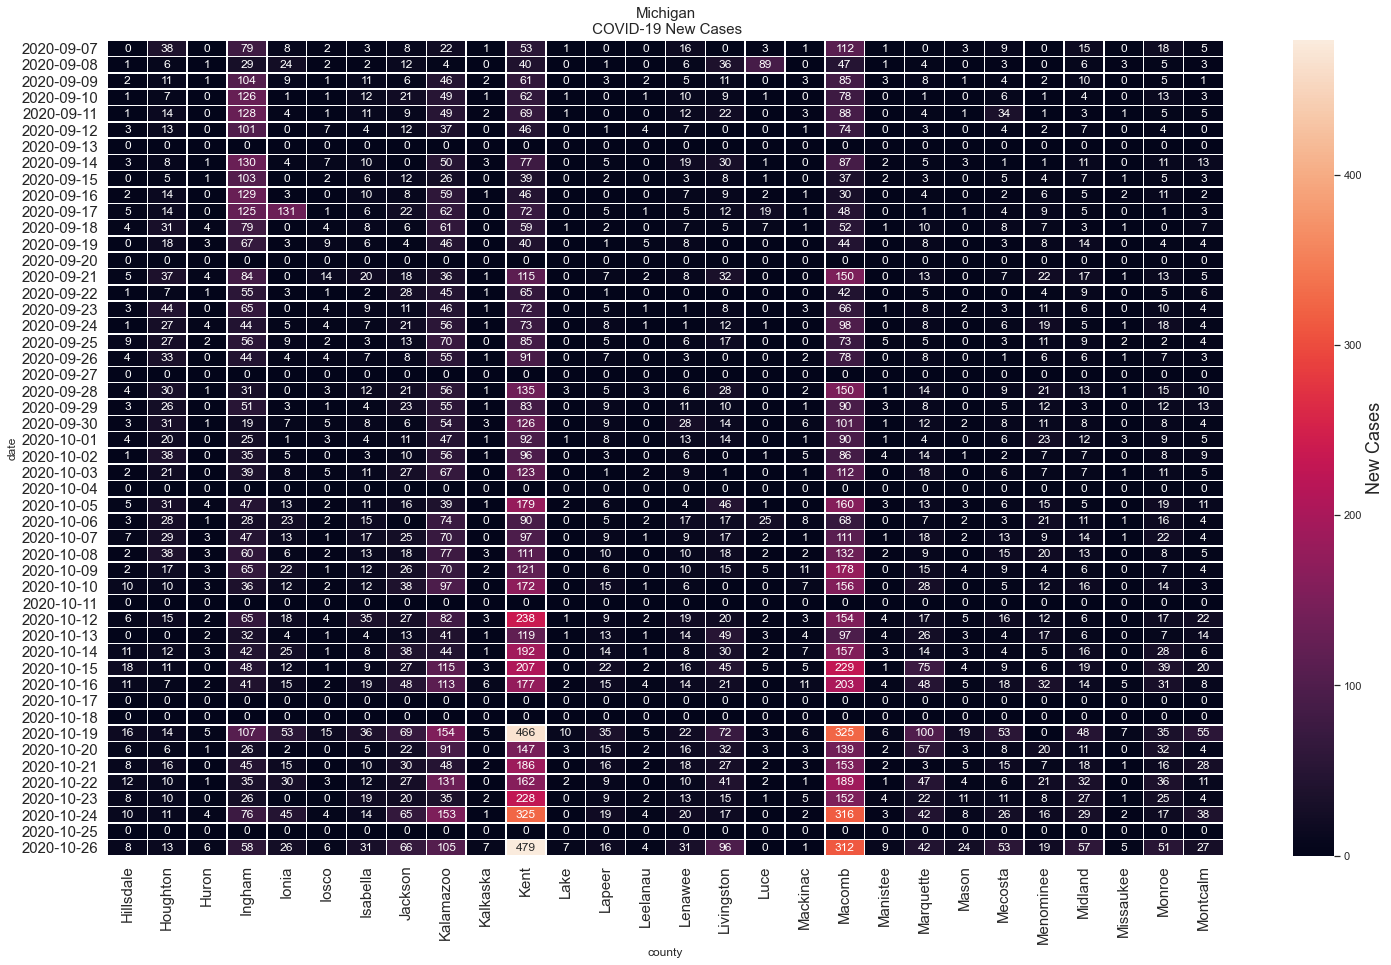 Michigan
COVID-19 New Cases
2020-09-07 0 38 0 79 8 2 3 8 22 1 53 1 0 0 16 0 3 1 112 1 0 3 9 0 15 0 18 5
2020-09-08 1 6 1 29 24 2 2 12 4 0 40 0 1 0 6 36 89 0 47 1 4 0 3 0 6 3 5 3
2020-09-09 2 11 1 104 9 1 11 6 46 2 61 0 3 2 5 11 0 3 85 3 8 1 4 2 10 0 5 1
2020-09-10 1 7 0 126 1 1 12 21 49 1 62 1 0 1 10 9 1 0 78 0 1 0 6 1 4 0 13 3
2020-09-11 1 14 0 128 4 1 11 9 49 2 69 1 0 0 12 22 0 3 88 0 4 1 34 1 3 1 5 5
2020-09-12 3 13 0 101 0 7 4 12 37 0 46 0 1 4 7 0 0 1 74 0 3 0 4 2 7 0 4 0
2020-09-13 0 0 0 0 0 0 0 0 0 0 0 0 0 0 0 0 0 0 0 0 0 0 0 0 0 0 0 0
2020-09-14 3 8 1 130 4 7 10 0 50 3 77 0 5 0 19 30 1 0 87 2 5 3 1 1 11 0 11 13
2020-09-15 0 5 1 103 0 2 6 12 26 0 39 0 2 0 3 8 1 0 37 2 3 0 5 4 7 1 5 3
2020-09-16 2 14 0 129 3 0 10 8 59 1 46 0 0 0 7 9 2 1 30 0 4 0 2 6 5 2 11 2
2020-09-17 5 14 0 125 131 1 6 22 62 0 72 0 5 1 5 12 19 1 48 0 1 1 4 9 5 0 1 3
2020-09-18 4 31 4 79 0 4 8 6 61 0 59 1 2 0 7 5 7 1 52 1 10 0 8 7 3 1 0 7
2020-09-19 0 18 3 67 3 9 6 4 46 0 40 0 1 5 8 0 0 0 44 0 8 0 3 8 14 0 4 4
2020-09-20 0 0 0 0 0 0 0 0 0 0 0 0 0 0 0 0 0 0 0 0 0 0 0 0 0 0 0 0
2020-09-21 5 37 4 84 0 14 20 18 36 1 115 0 7 2 8 32 0 0 150 0 13 0 7 22 17 1 13 5
2020-09-22 1 7 1 55 3 1 2 28 45 1 65 0 1 0 0 0 0 0 42 0 5 0 0 4 9 0 5 6
2020-09-23 3 44 0 65 0 4 9 11 46 1 72 0 5 1 1 8 0 3 66 1 8 2 3 11 6 0 10 4
2020-09-24 1 27 4 44 5 4 7 21 56 1 73 0 8 1 1 12 1 0 98 0 8 0 6 19 5 1 18 4
2020-09-25 9 27 2 56 9 2 3 13 70 0 85 0 5 0 6 17 0 0 73 5 5 0 3 11 9 2 2 4
2020-09-26 4 33 0 44 4 4 7 8 55 1 91 0 7 0 3 0 0 2 78 0 8 0 1 6 6 1 7 3
2020-09-27 0 0 0 0 0 0 0 0 0 0 0 0 0 0 0 0 0 0 0 0 0 0 0 0 0 0 0 0
2020-09-28 4 30 1 31 0 3 12 21 56 1 135 3 5 3 6 28 0 2 150 1 14 0 9 21 13 1 15 10
2020-09-29 3 26 0 51 3 1 4 23 55 1 83 0 9 0 11 10 0 1 90 3 8 0 5 12 3 0 12 13
2020-09-30 3 31 1 19 7 5 8 6 54 3 126 0 9 0 28 14 0 6 101 1 12 2 8 11 8 0 8 4
2020-10-01 4 20 0 25 1 3 4 11 47 1 92 1 8 0 13 14 0 1 90 1 4 0 6 23 12 3 9 5
2020-10-02 1 38 0 35 5 0 3 10 56 1 96 0 3 0 6 0 1 5 86 4 14 1 2 7 7 0 8 9
2020-10-03 2 21 0 39 8 5 11 27 67 0 123 0 1 2 9 1 0 1 112 0 18 0 6 7 7 1 11 5
2020-10-04 0 0 0 0 0 0 0 0 0 0 0 0 0 0 0 0 0 0 0 0 0 0 0 0 0 0 0 0
2020-10-05 5 31 4 47 13 2 11 16 39 1 179 2 6 0 4 46 1 0 160 3 13 3 6 15 5 0 19 11
2020-10-06 3 28 1 28 23 2 15 0 74 0 90 0 5 2 17 17 25 8 68 0 7 2 3 21 11 1 16 4
2020-10-07 7 29 3 47 13 1 17 25 70 0 97 0 9 1 9 17 2 1 111 1 18 2 13 9 14 1 22 4
2020-10-08 2 38 3 60 6 2 13 18 77 3 111 0 10 0 10 18 2 2 132 2 9 0 15 20 13 0 8 5
2020-10-09 2 17 3 65 22 1 12 26 70 2 121 0 6 0 10 15 5 11 178 0 15 4 9 4 6 0 7 4
2020-10-10 10 10 3 36 12 2 12 38 97 0 172 0 15 1 6 0 0 7 156 0 28 0 5 12 16 0 14 3
2020-10-11 0 0 0 0 0 0 0 0 0 0 0 0 0 0 0 0 0 0 0 0 0 0 0 0 0 0 0 0
2020-10-12 6 15 2 65 18 4 35 27 82 3 238 1 9 2 19 20 2 3 154 4 17 5 16 12 6 0 17 22
2020-10-13 0 0 2 32 4 1 4 13 41 1 119 1 13 1 14 49 3 4 97 4 26 3 4 17 6 0 7 14
2020-10-14 11 12 3 42 25 1 8 38 44 1 192 0 14 1 8 30 2 7 157 3 14 3 4 5 16 0 28 6
2020-10-15 18 11 0 48 12 1 9 27 115 3 207 0 22 2 16 45 5 5 229 1 75 4 9 6 19 0 39 20
2020-10-16 11 7 2 41 15 2 19 48 113 6 177 2 15 4 14 21 0 11 203 4 48 5 18 32 14 5 31 8
2020-10-17 0 0 0 0 0 0 0 0 0 0 0 0 0 0 0 0 0 0 0 0 0 0 0 0 0 0 0 0
2020-10-18 0 0 0 0 0 0 0 0 0 0 0 0 0 0 0 0 0 0 0 0 0 0 0 0 0 0 0 0
2020-10-19 16 14 5 107 53 15 36 69 154 5 466 10 35 5 22 72 3 6 325 6 100 19 53 0 48 7 35 55
2020-10-20 6 6 1 26 2 0 5 22 91 0 147 3 15 2 16 32 3 3 139 2 57 3 8 20 11 0 32 4
2020-10-21 8 16 0 45 15 0 10 30 48 2 186 0 16 2 18 27 2 3 153 2 3 5 15 7 18 1 16 28
2020-10-22 12 10 1 35 30 3 12 27 131 0 162 2 9 0 10 41 2 1 189 1 47 4 6 21 32 0 36 11
2020-10-23 8 10 0 26 0 0 19 20 35 2 228 0 9 2 13 15 1 5 152 4 22 11 11 8 27 1 25 4
2020-10-24 10 11 4 76 45 4 14 65 153 1 325 0 19 4 20 17 0 2 316 3 42 8 26 16 29 2 17 38
2020-10-25 0 0 0 0 0 0 0 0 0 0 0 0 0 0 0 0 0 0 0 0 0 0 0 0 0 0 0 0
2020-10-26 8 13 6 58 26 6 31 66 105 7 479 7 16 4 31 96 0 1 312 9 42 24 53 19 57 5 51 27
date
Hillsdale Houghton Huron Ingham Ionia Iosco Isabella Jackson Kalamazoo Kalkaska Kent Lake Lapeer Leelanau Lenawee Livingston Luce Mackinac Macomb Manistee Marquette Mason Mecosta Menominee Midland Missaukee Monroe Montcalm
county
400
300
200
100
0
New Cases